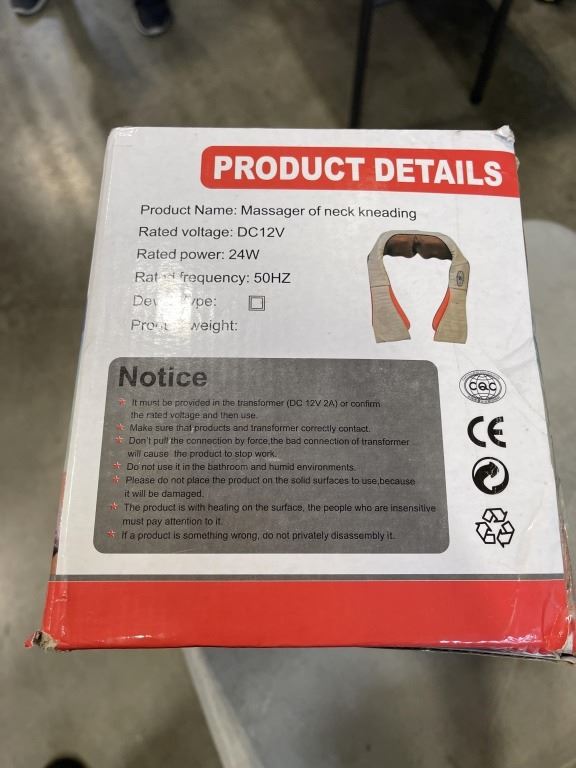 PRODUCT DETAILS
Product Name: Massager of neck kneading
Rated voltage: DC12V
Rated power: 24W
Rated frequency: 50HZ
Device Type:
Product weight:
Notice
It must be provided in the transformer (DC 12V 2A) or confirm
the rated voltage and then use.
Make sure that products and transformer correctly contact.
Don't pull the connection by force,the bad connection of transformer
will cause the product to stop work.
Do not use it in the bathroom and humid environments.
Please do not place the product on the solid surfaces to use,because
it will be damaged.
The product is with heating on the surface, the people who are insensitive
must pay attention to it.
If a product is something wrong, do not privately disassembly it.
CQC
CE